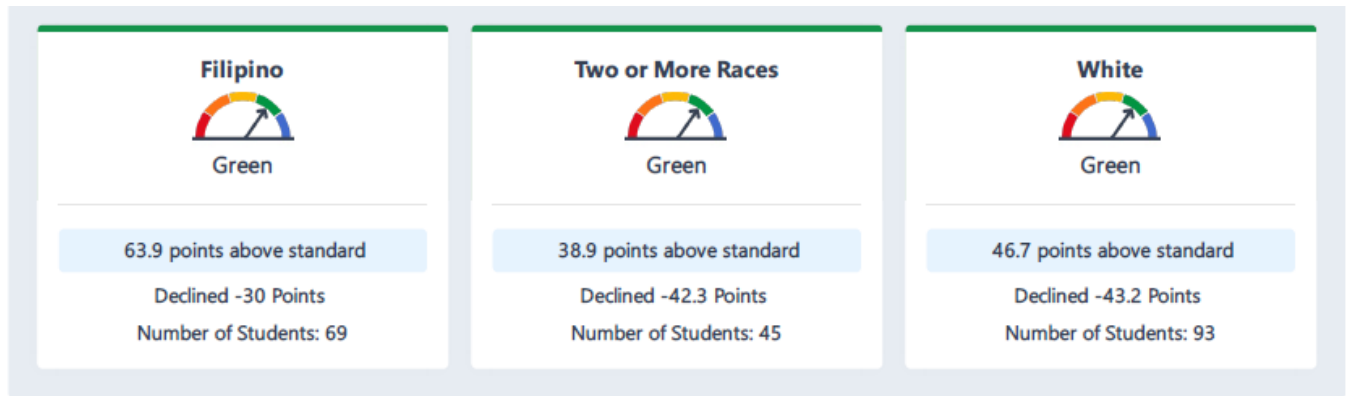 Filipino
Green
63.9 points above standard
Declined -30 Points
Number of Students: 69
Two or More Races
Green
38.9 points above standard
Declined -42.3 Points
Number of Students: 45
White
Green
46.7 points above standard
Declined -43.2 Points
Number of Students: 93